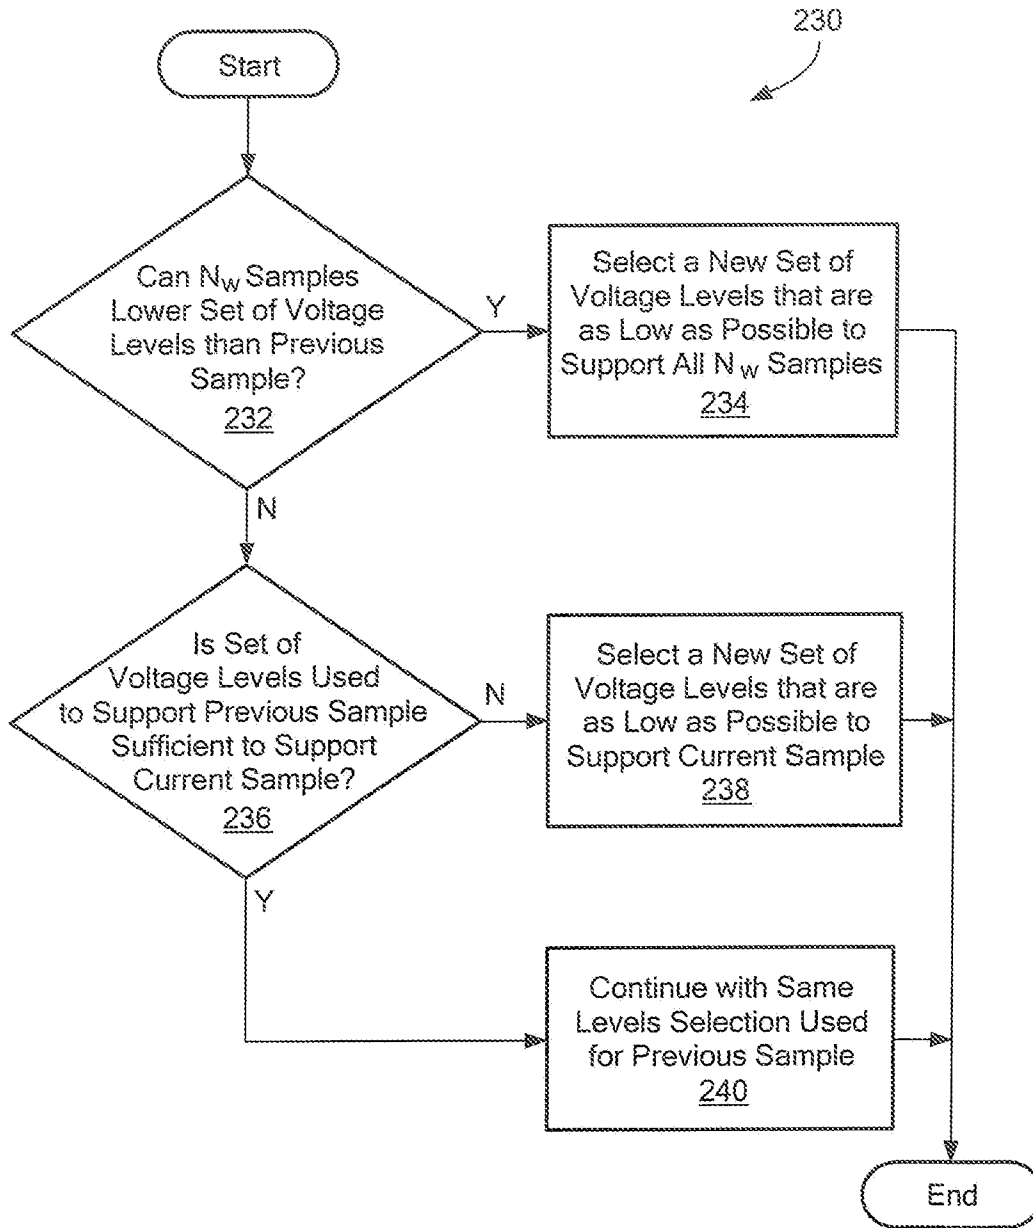 230
Start
Can Nw Samples
Lower Set of Voltage
Levels than Previous
Sample?
232
Y
Select a New Set of
Voltage Levels that are
as Low as Possible to
Support All Nw Samples
234
N
Is Set of
Voltage Levels Used
to Support Previous Sample
Sufficient to Support
Current Sample?
236
N
Select a New Set of
Voltage Levels that are
as Low as Possible to
Support Current Sample
238
Y
Continue with Same
Levels Selection Used
for Previous Sample
240
End